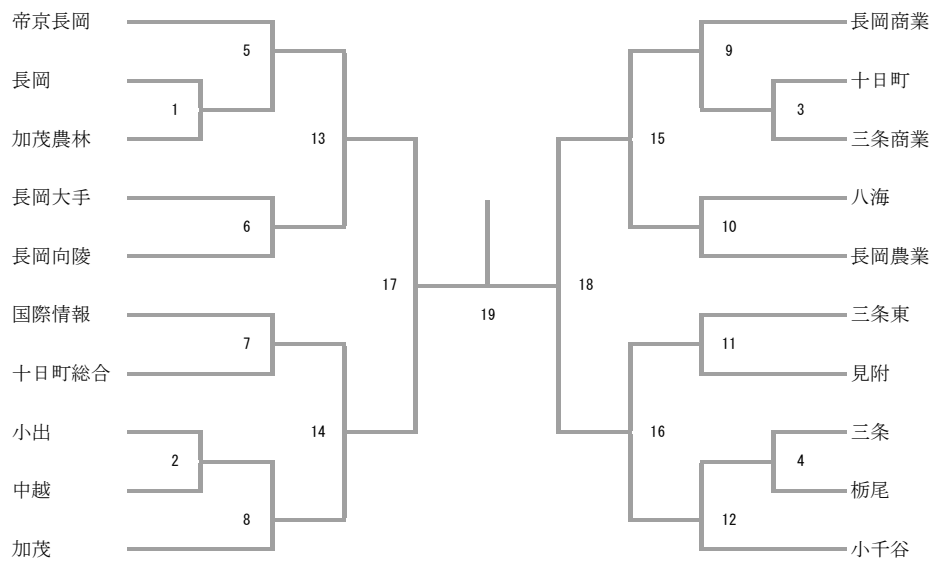 帝京長岡
長岡
加茂農林
長岡大手
長岡向陵
国際情報
十日町総合
小出
中越
加茂
5
1
13
6
17
7
14
2
8
19
長岡商業
十日町
三条商業
八海
長岡農業
三条東
見附
三条
栃尾
小千谷
9
3
15
10
18
11
16
4
12